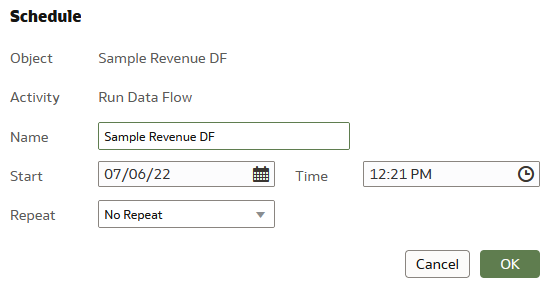 Schedule
Object Sample Revenue DF
Activity Run Data Flow
Name Sample Revenue DF
Start 07/06/22 Time 12:21 PM
Repeat No Repeat
Cancel OK